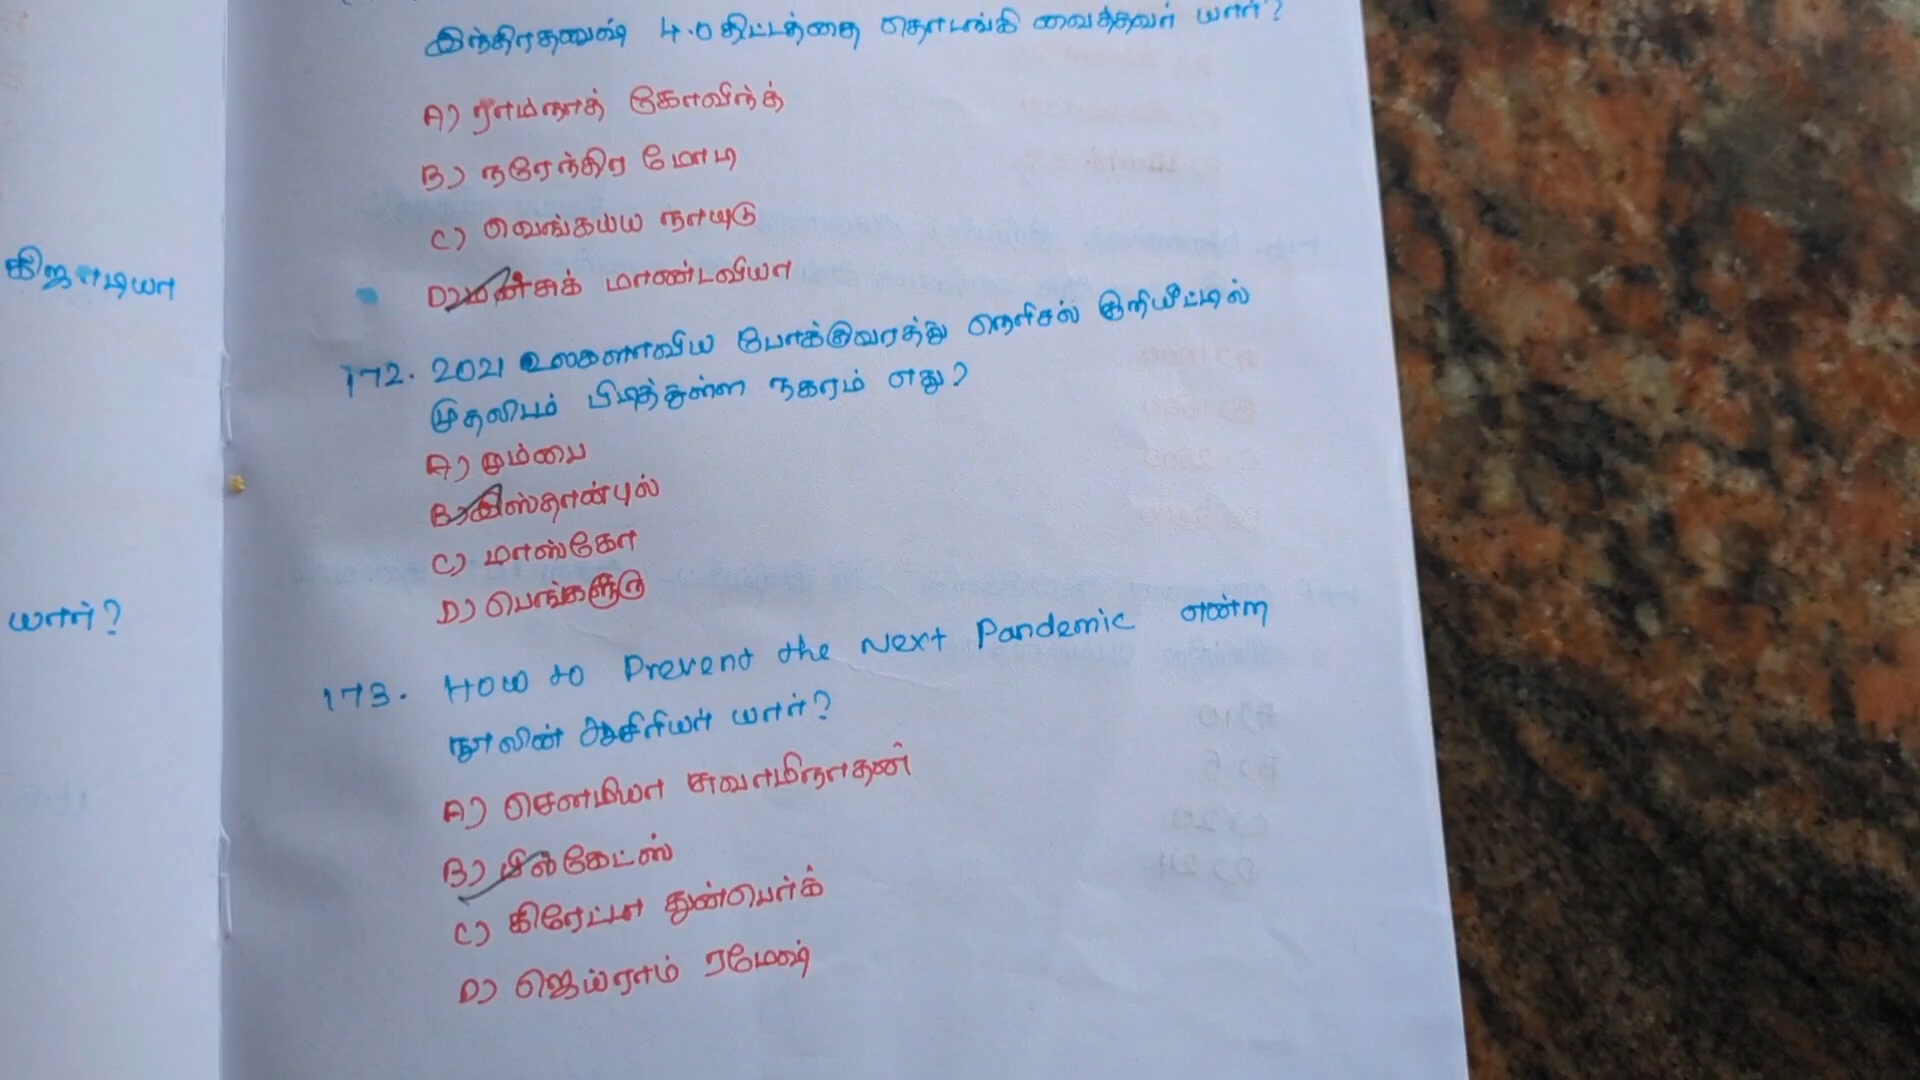 கிஜாடியா
யார்?
இந்திரதனுஷ் 4.0 திட்டத்தை தொடங்கி வைத்தவர் யார்?
A) ராம்நாத் கோவிந்த்
B) நரேந்திர மோடி
C) வெங்கய்ய நாயுடு
D) மன்சுக் மாண்டவியா
172. 2021 உலகளாவிய போக்குவரத்து நெரிசல் குறியீட்டில்
முதலிடம் பிடித்துள்ள நகரம் எது?
A) மும்பை
B) இஸ்தான்புல்
C) மாஸ்கோ
D) பெங்களூரு
173. How to Prevent the Next Pandemic என்ற
நூலின் ஆசிரியர் யார்?
A) சௌமியா சுவாமிநாதன்
B) பில்கேட்ஸ்
C) கிரேட்டா துன்பெர்க்
D) ஜெய்ராம் ரமேஷ்